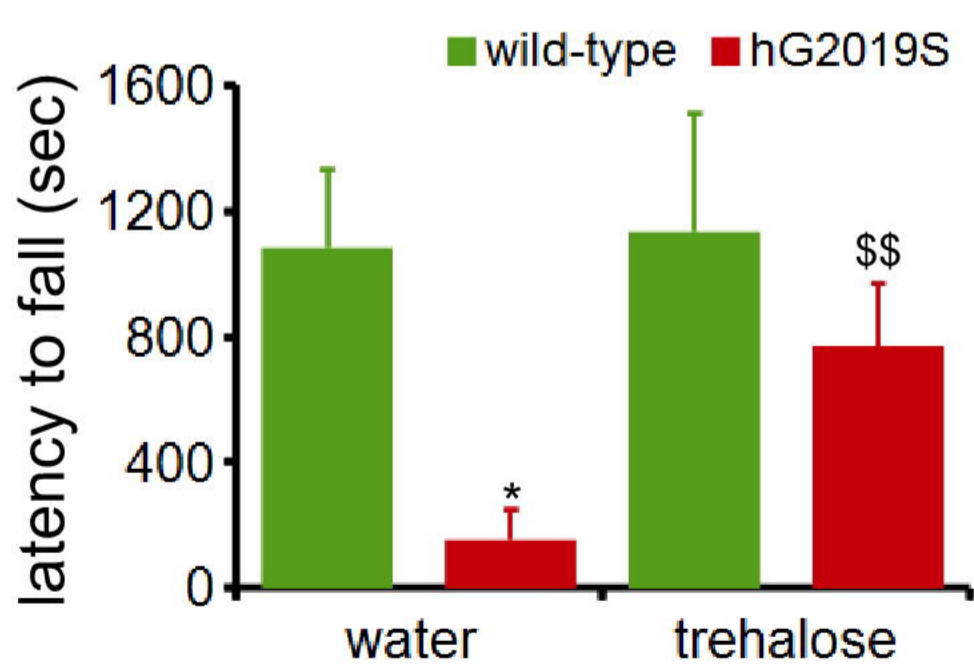 wild-type hG2019S
latency to fall (sec)
1600
1200
800
400
0
*
$$
water trehalose